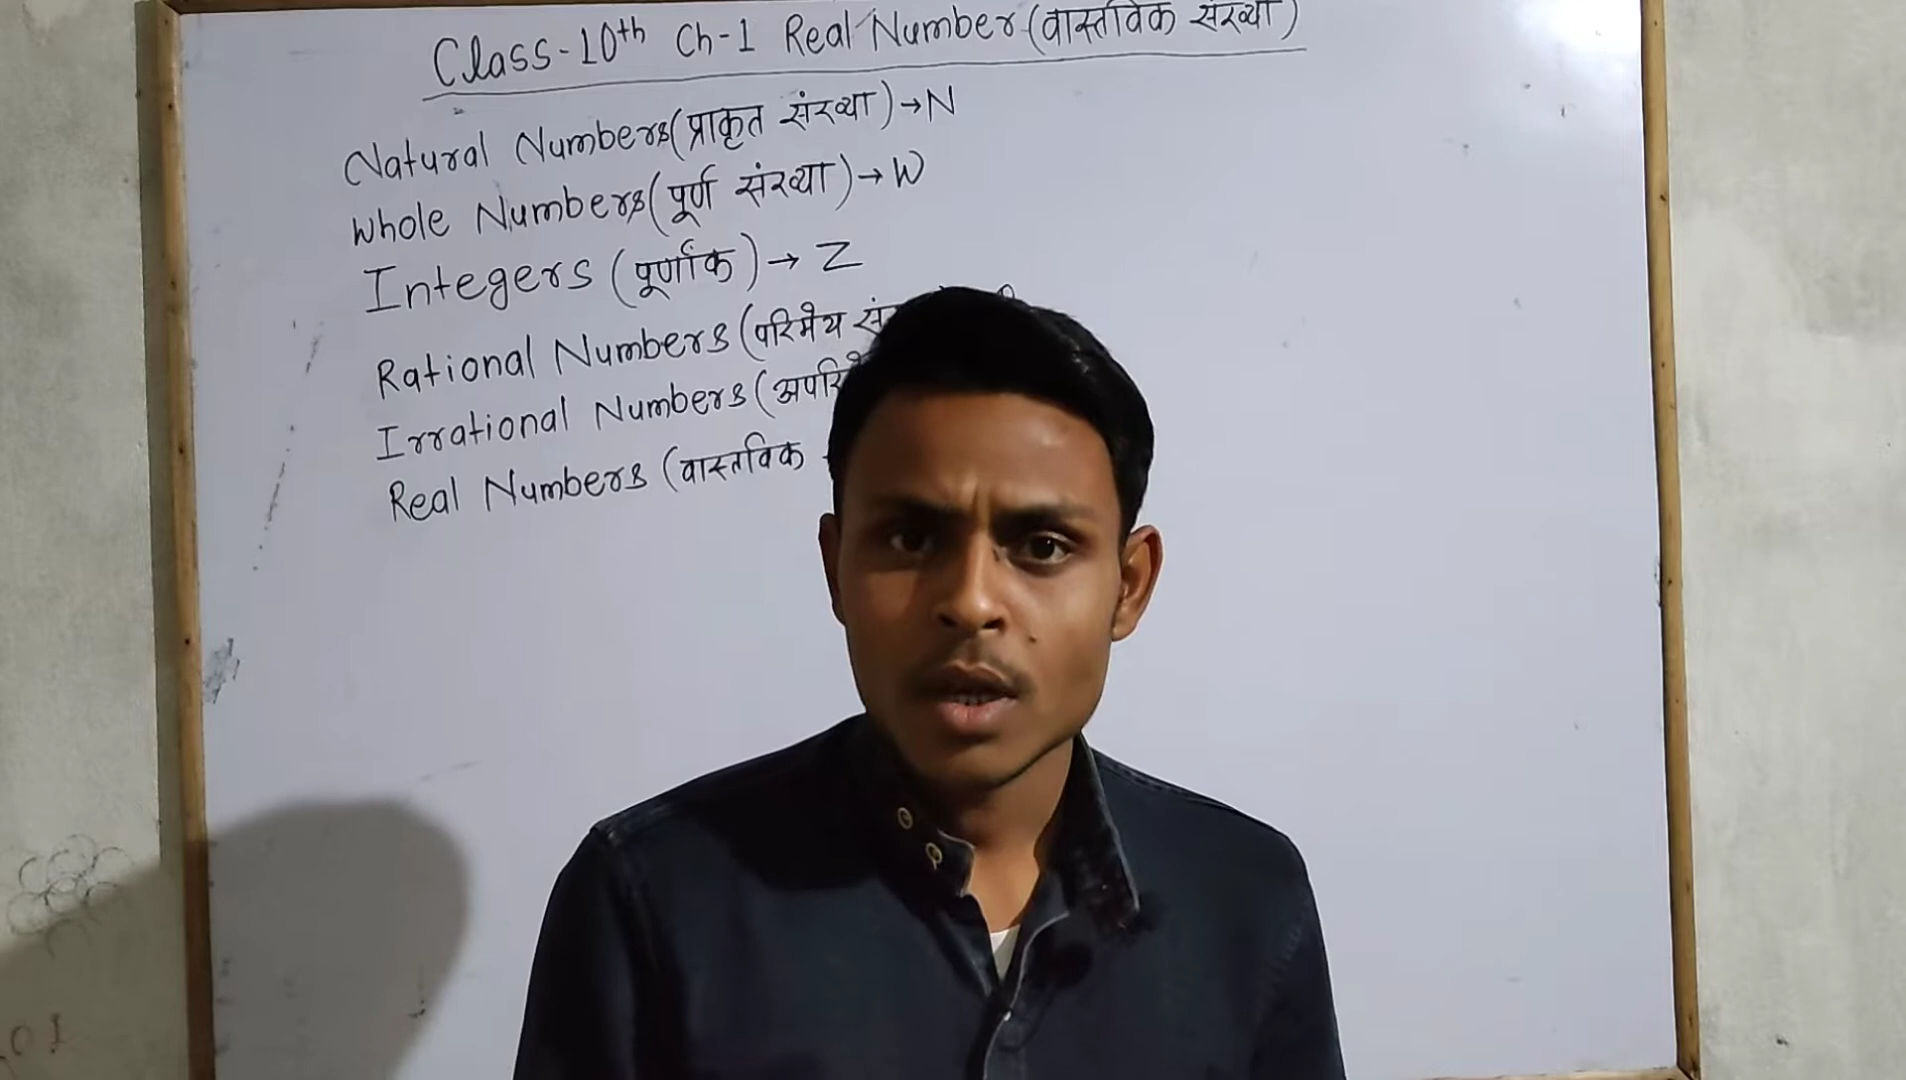 Class-10th Ch-1 Real Number (वास्तविक संख्या)
Natural Numbers (प्राकृत संख्या) → N
Whole Numbers (पूर्ण संख्या) → W
Integers (पूर्णांक) → Z
Rational Numbers (परिमेय
Irrational Numbers
Real Numbers (वास्तविक